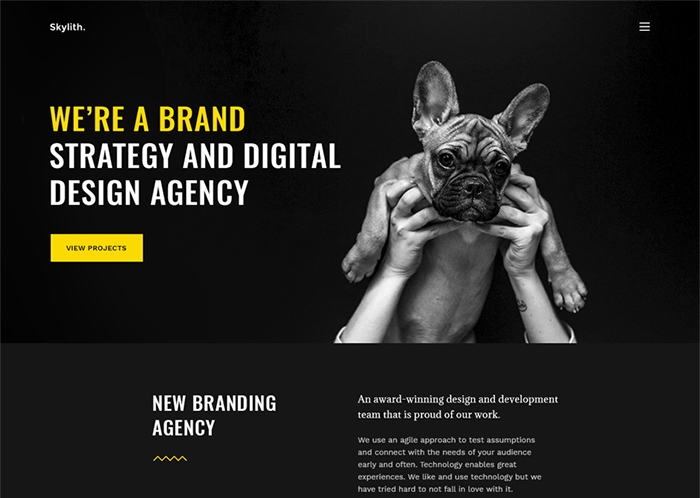 Skylith.
WE'RE A BRAND
STRATEGY AND DIGITAL
DESIGN AGENCY
VIEW PROJECTS
NEW BRANDING
AGENCY
An award-winning design and development
team that is proud of our work.
We use an agile approach to test assumptions
and connect with the needs of your audience
early and often. Technology enables great
experiences. We like and use technology but we
have tried hard to not fall in love with it.